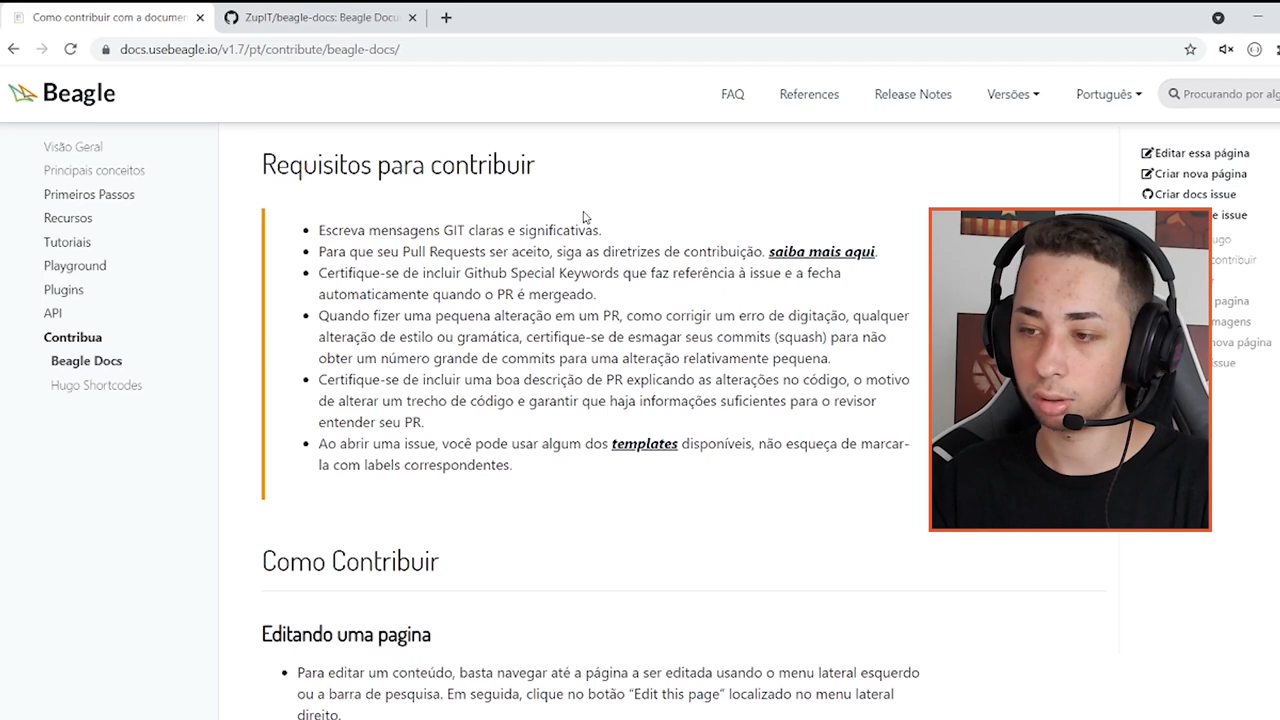 Como contribuir com a documen
ZupIT/beagle-docs: Beagle Docu
docs.usebeagle.io/v1.7/pt/contribute/beagle-docs/
Beagle
FAQ
References
Release Notes
Versões
Português
Procurando por alg
Visão Geral
Principais conceitos
Primeiros Passos
Recursos
Tutoriais
Playground
Plugins
API
Contribua
Beagle Docs
Hugo Shortcodes
Requisitos para contribuir
• Escreva mensagens GIT claras e significativas.
• Para que seu Pull Requests ser aceito, siga as diretrizes de contribuição. saiba mais aqui.
• Certifique-se de incluir Github Special Keywords que faz referência à issue e a fecha
automaticamente quando o PR é mergeado.
• Quando fizer uma pequena alteração em um PR, como corrigir um erro de digitação, qualquer
alteração de estilo ou gramática, certifique-se de esmagar seus commits (squash) para não
obter um número grande de commits para uma alteração relativamente pequena.
• Certifique-se de incluir uma boa descrição de PR explicando as alterações no código, o motivo
de alterar um trecho de código e garantir que haja informações suficientes para o revisor
entender seu PR.
• Ao abrir uma issue, você pode usar algum dos templates disponíveis, não esqueça de marcar-
la com labels correspondentes.
Como Contribuir
Editando uma pagina
• Para editar um conteúdo, basta navegar até a página a ser editada usando o menu lateral esquerdo
ou a barra de pesquisa. Em seguida, clique no botão “Edit this page” localizado no menu lateral
direito.
Editar essa página
Criar nova página
Criar docs issue
e issue
ugo
contribuir
r
pagina
magens
nova página
ssue